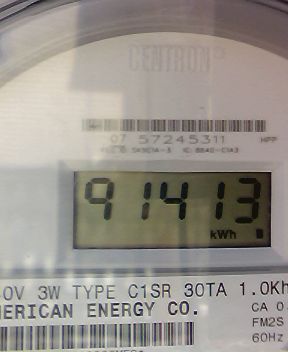 CENTRON
07 57245311
HPP
91413
kWh
0V 3W TYPE C1SR 30TA 1.0Kh
ERICAN ENERGY CO.
CA 0
FM2S
60Hz